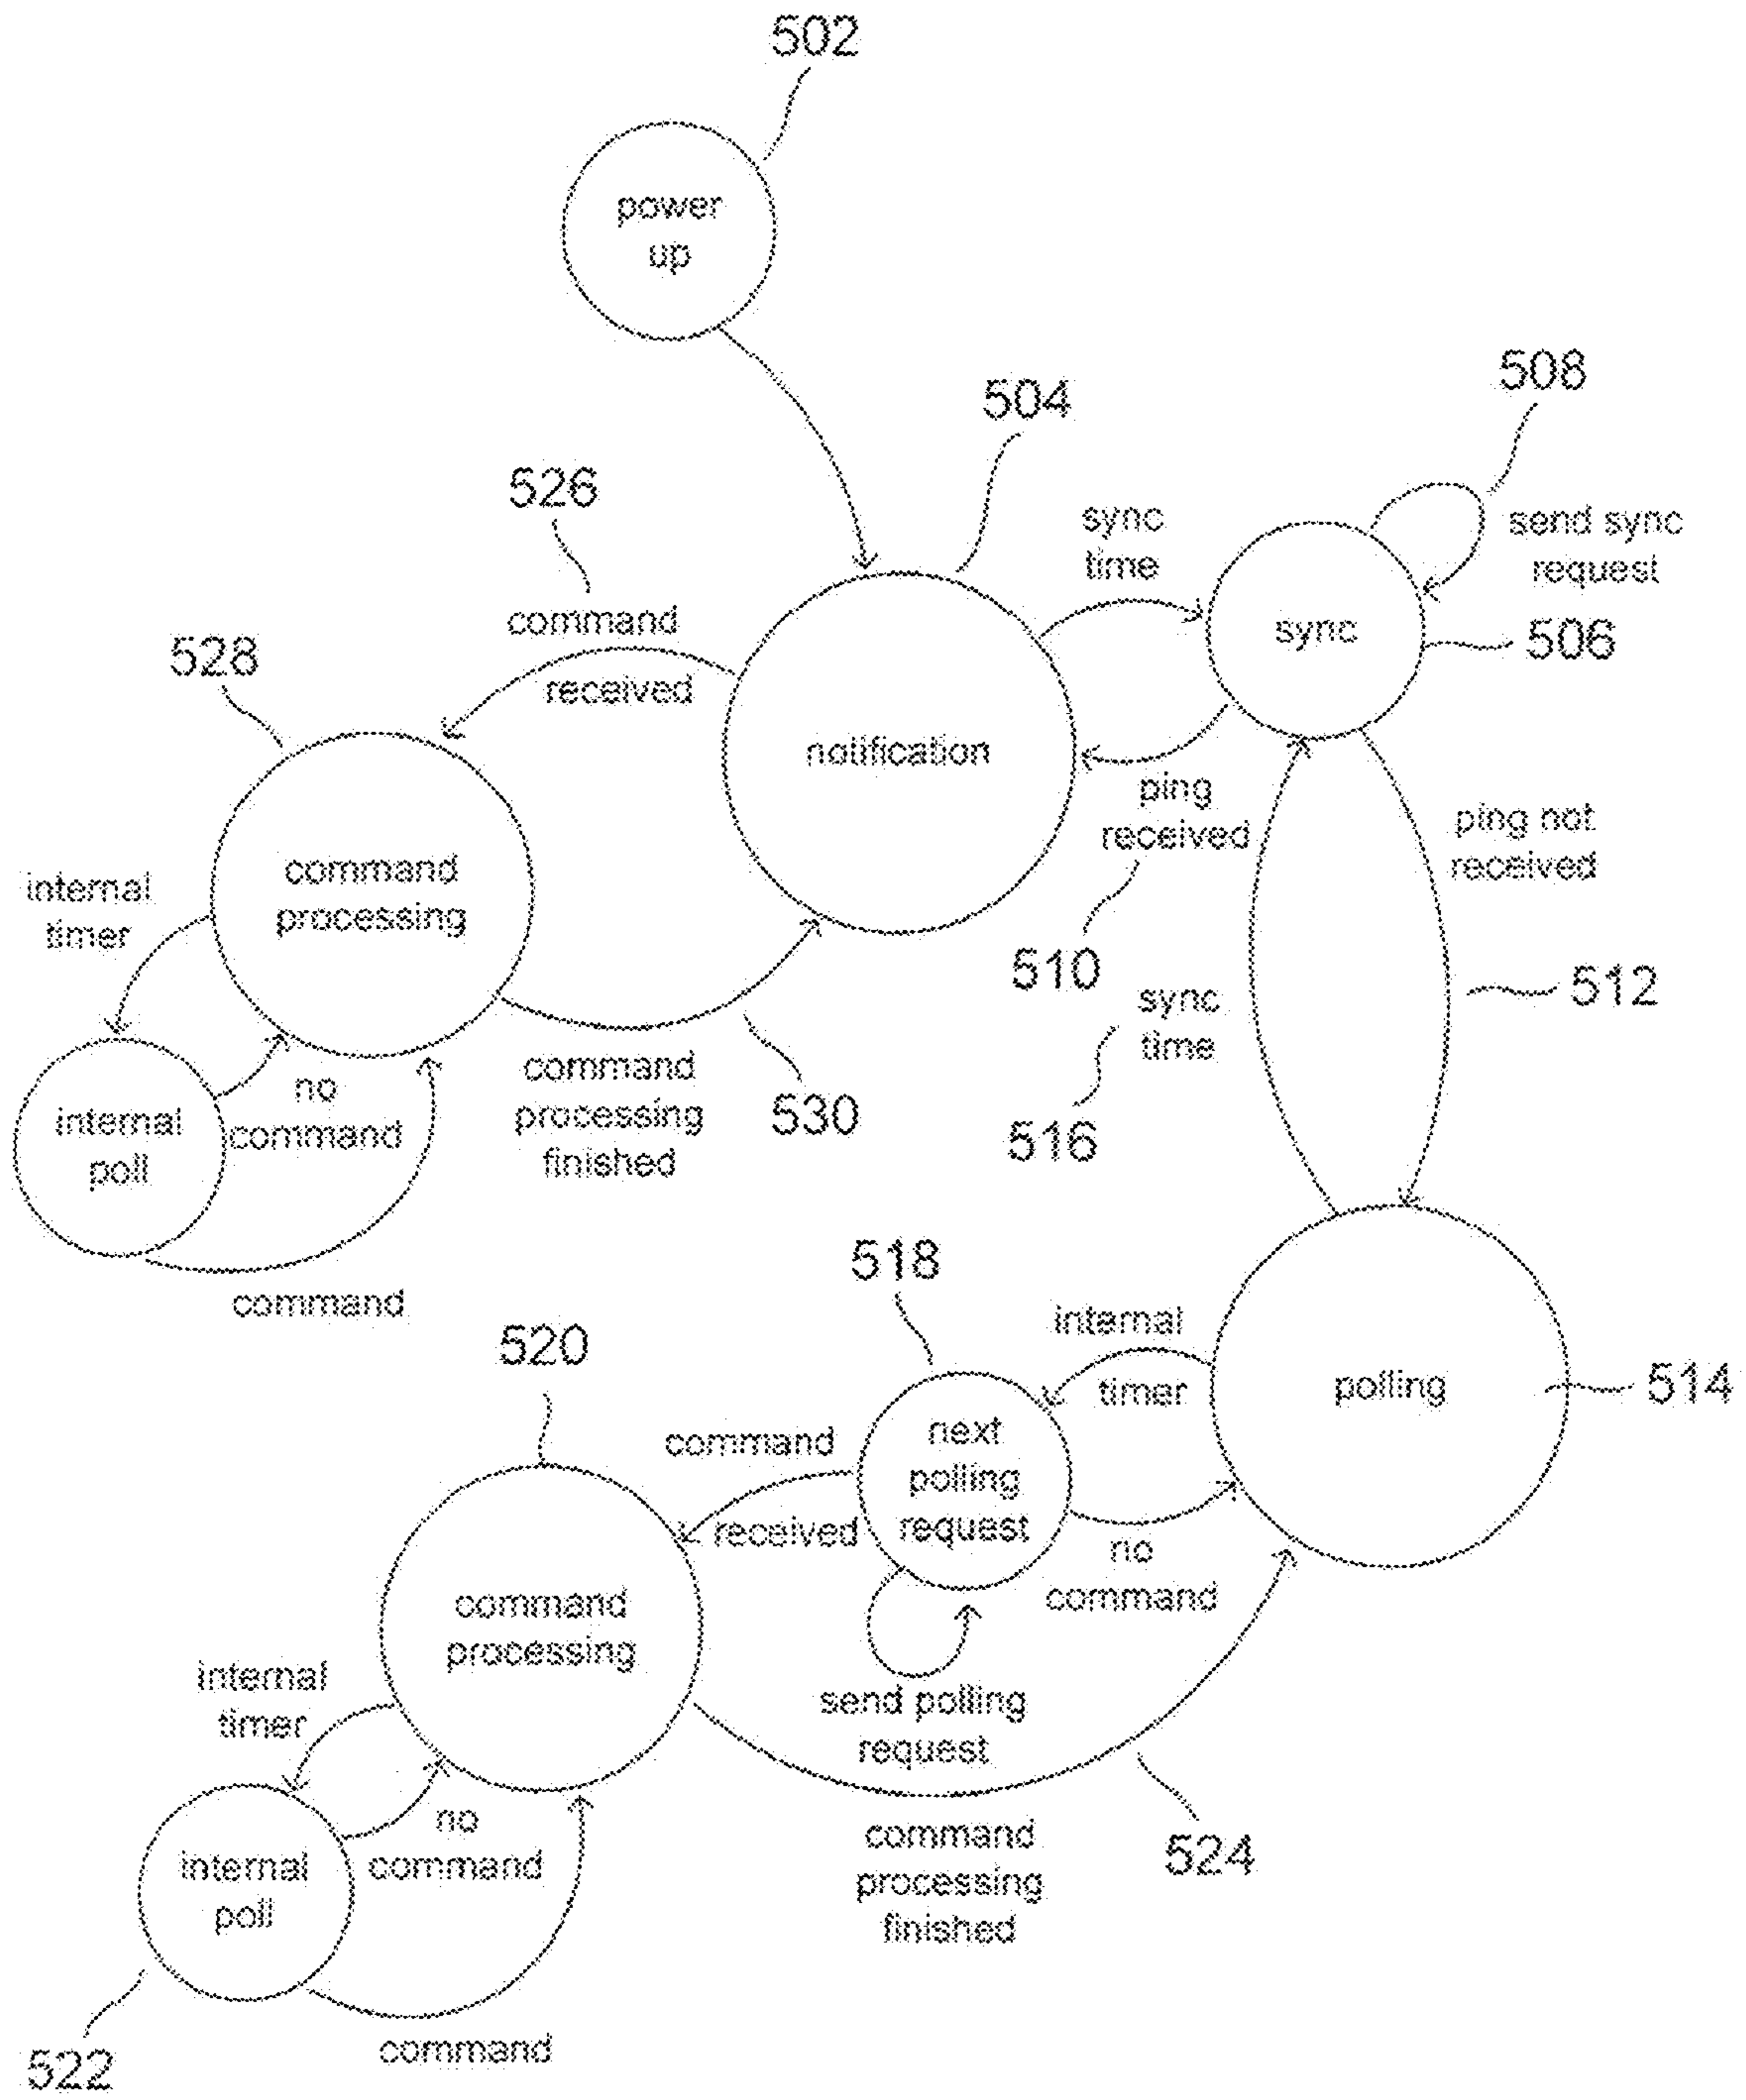 502
power
up
504
508
526
sync
time
send sync
request
command
received
sync
506
528
notification
ping
received
ping not
received
command
processing
internal
timer
510
512
sync
time
516
no
command
command
processing
finished
530
internal
poll
command
518
520
internal
timer
polling
514
next
polling
request
command
received
no
command
command
processing
send polling
request
internal
timer
no
command
command
processing
finished
524
internal
poll
command
522